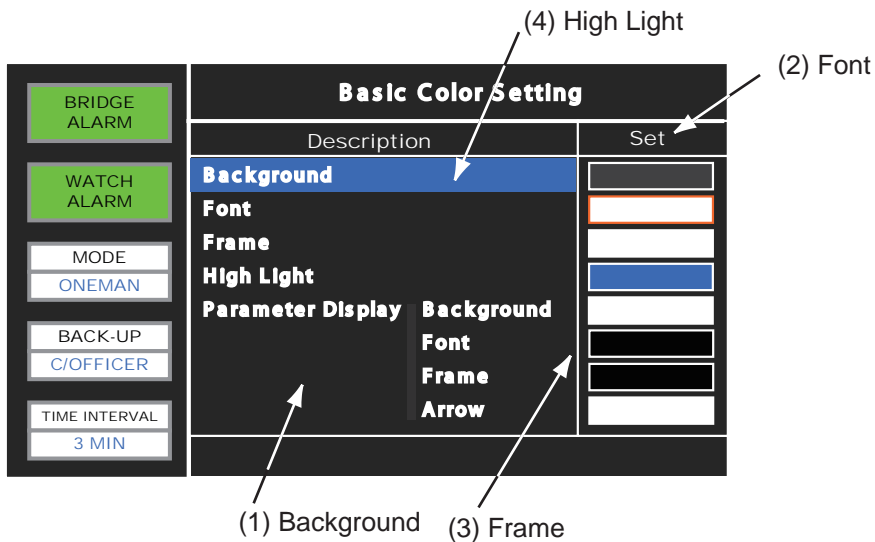 (4) High Light
(2) Font
BRIDGE
ALARM
WATCH
ALARM
MODE
ONEMAN
BACK-UP
C/OFFICER
TIME INTERVAL
3 MIN
Basic Color Setting
Description Set
Background
Font
Frame
High Light
Parameter Display Background
Font
Frame
Arrow
(1) Background
(3) Frame